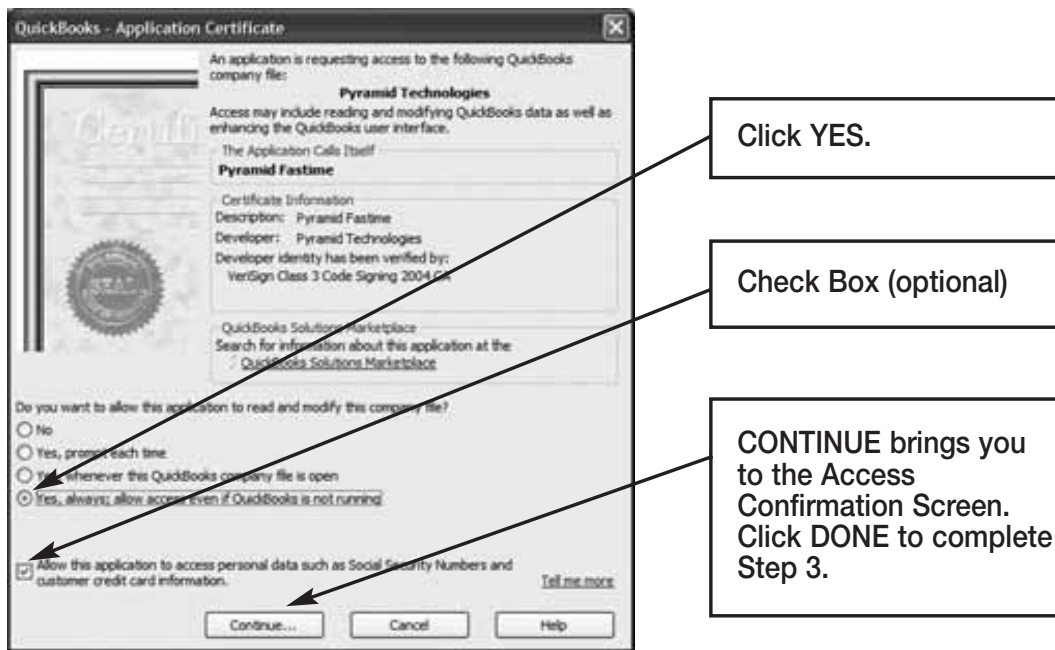 QuickBooks - Application Certificate
An application is requesting access to the following QuickBooks
company file:
Pyramid Technologies
Access may include reading and modifying QuickBooks data as well as
enhancing the QuickBooks user interface.
The Application Calls Itself
Pyramid Fastime
Certificate Information
Description: Pyramid Fastime
Developer: Pyramid Technologies
Developer identity has been verified by:
VeriSign Class 3 Code Signing 2004 CA
QuickBooks Solutions Marketplace
Search for information about this application at the
QuickBooks Solutions Marketplace
Do you want to allow this application to read and modify this company file?
No
Yes, prompt each time
Yes, whenever this QuickBooks company file is open
Yes, always; allow access even if QuickBooks is not running
Allow this application to access personal data such as Social Security Numbers and
customer credit card information.
Tell me more
Continue...
Cancel
Help
Click YES.
Check Box (optional)
CONTINUE brings you
to the Access
Confirmation Screen.
Click DONE to complete
Step 3.